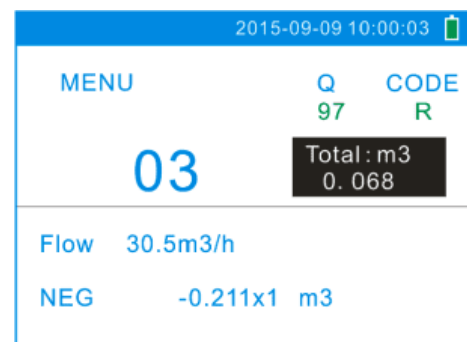 2015-09-09 10:00:03
MENU Q CODE
97 R
03
Total: m3
0.068
Flow 30.5m3/h
NEG -0.211x1 m3